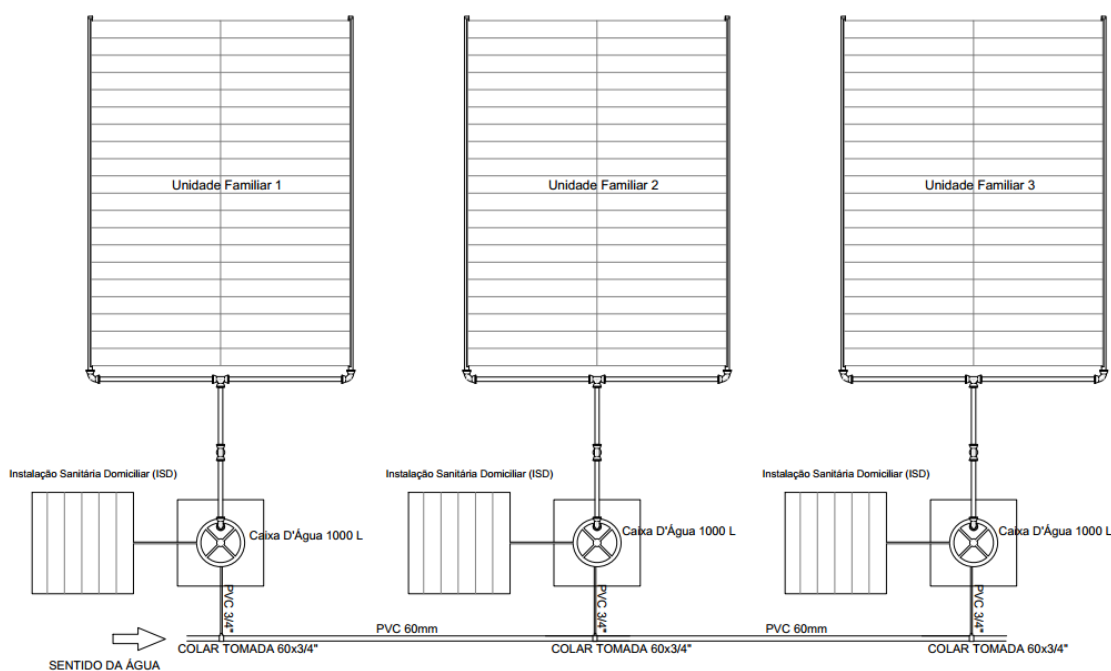 Unidade Familiar 1
Unidade Familiar 2
Unidade Familiar 3
Instalação Sanitária Domiciliar (ISD)
Instalação Sanitária Domiciliar (ISD)
Instalação Sanitária Domiciliar (ISD)
Caixa D'Água 1000 L
Caixa D'Água 1000 L
Caixa D'Água 1000 L
PVC 3/4"
PVC 3/4"
PVC 3/4"
PVC 60mm
PVC 60mm
COLAR TOMADA 60x3/4"
COLAR TOMADA 60x3/4"
COLAR TOMADA 60x3/4"
SENTIDO DA ÁGUA